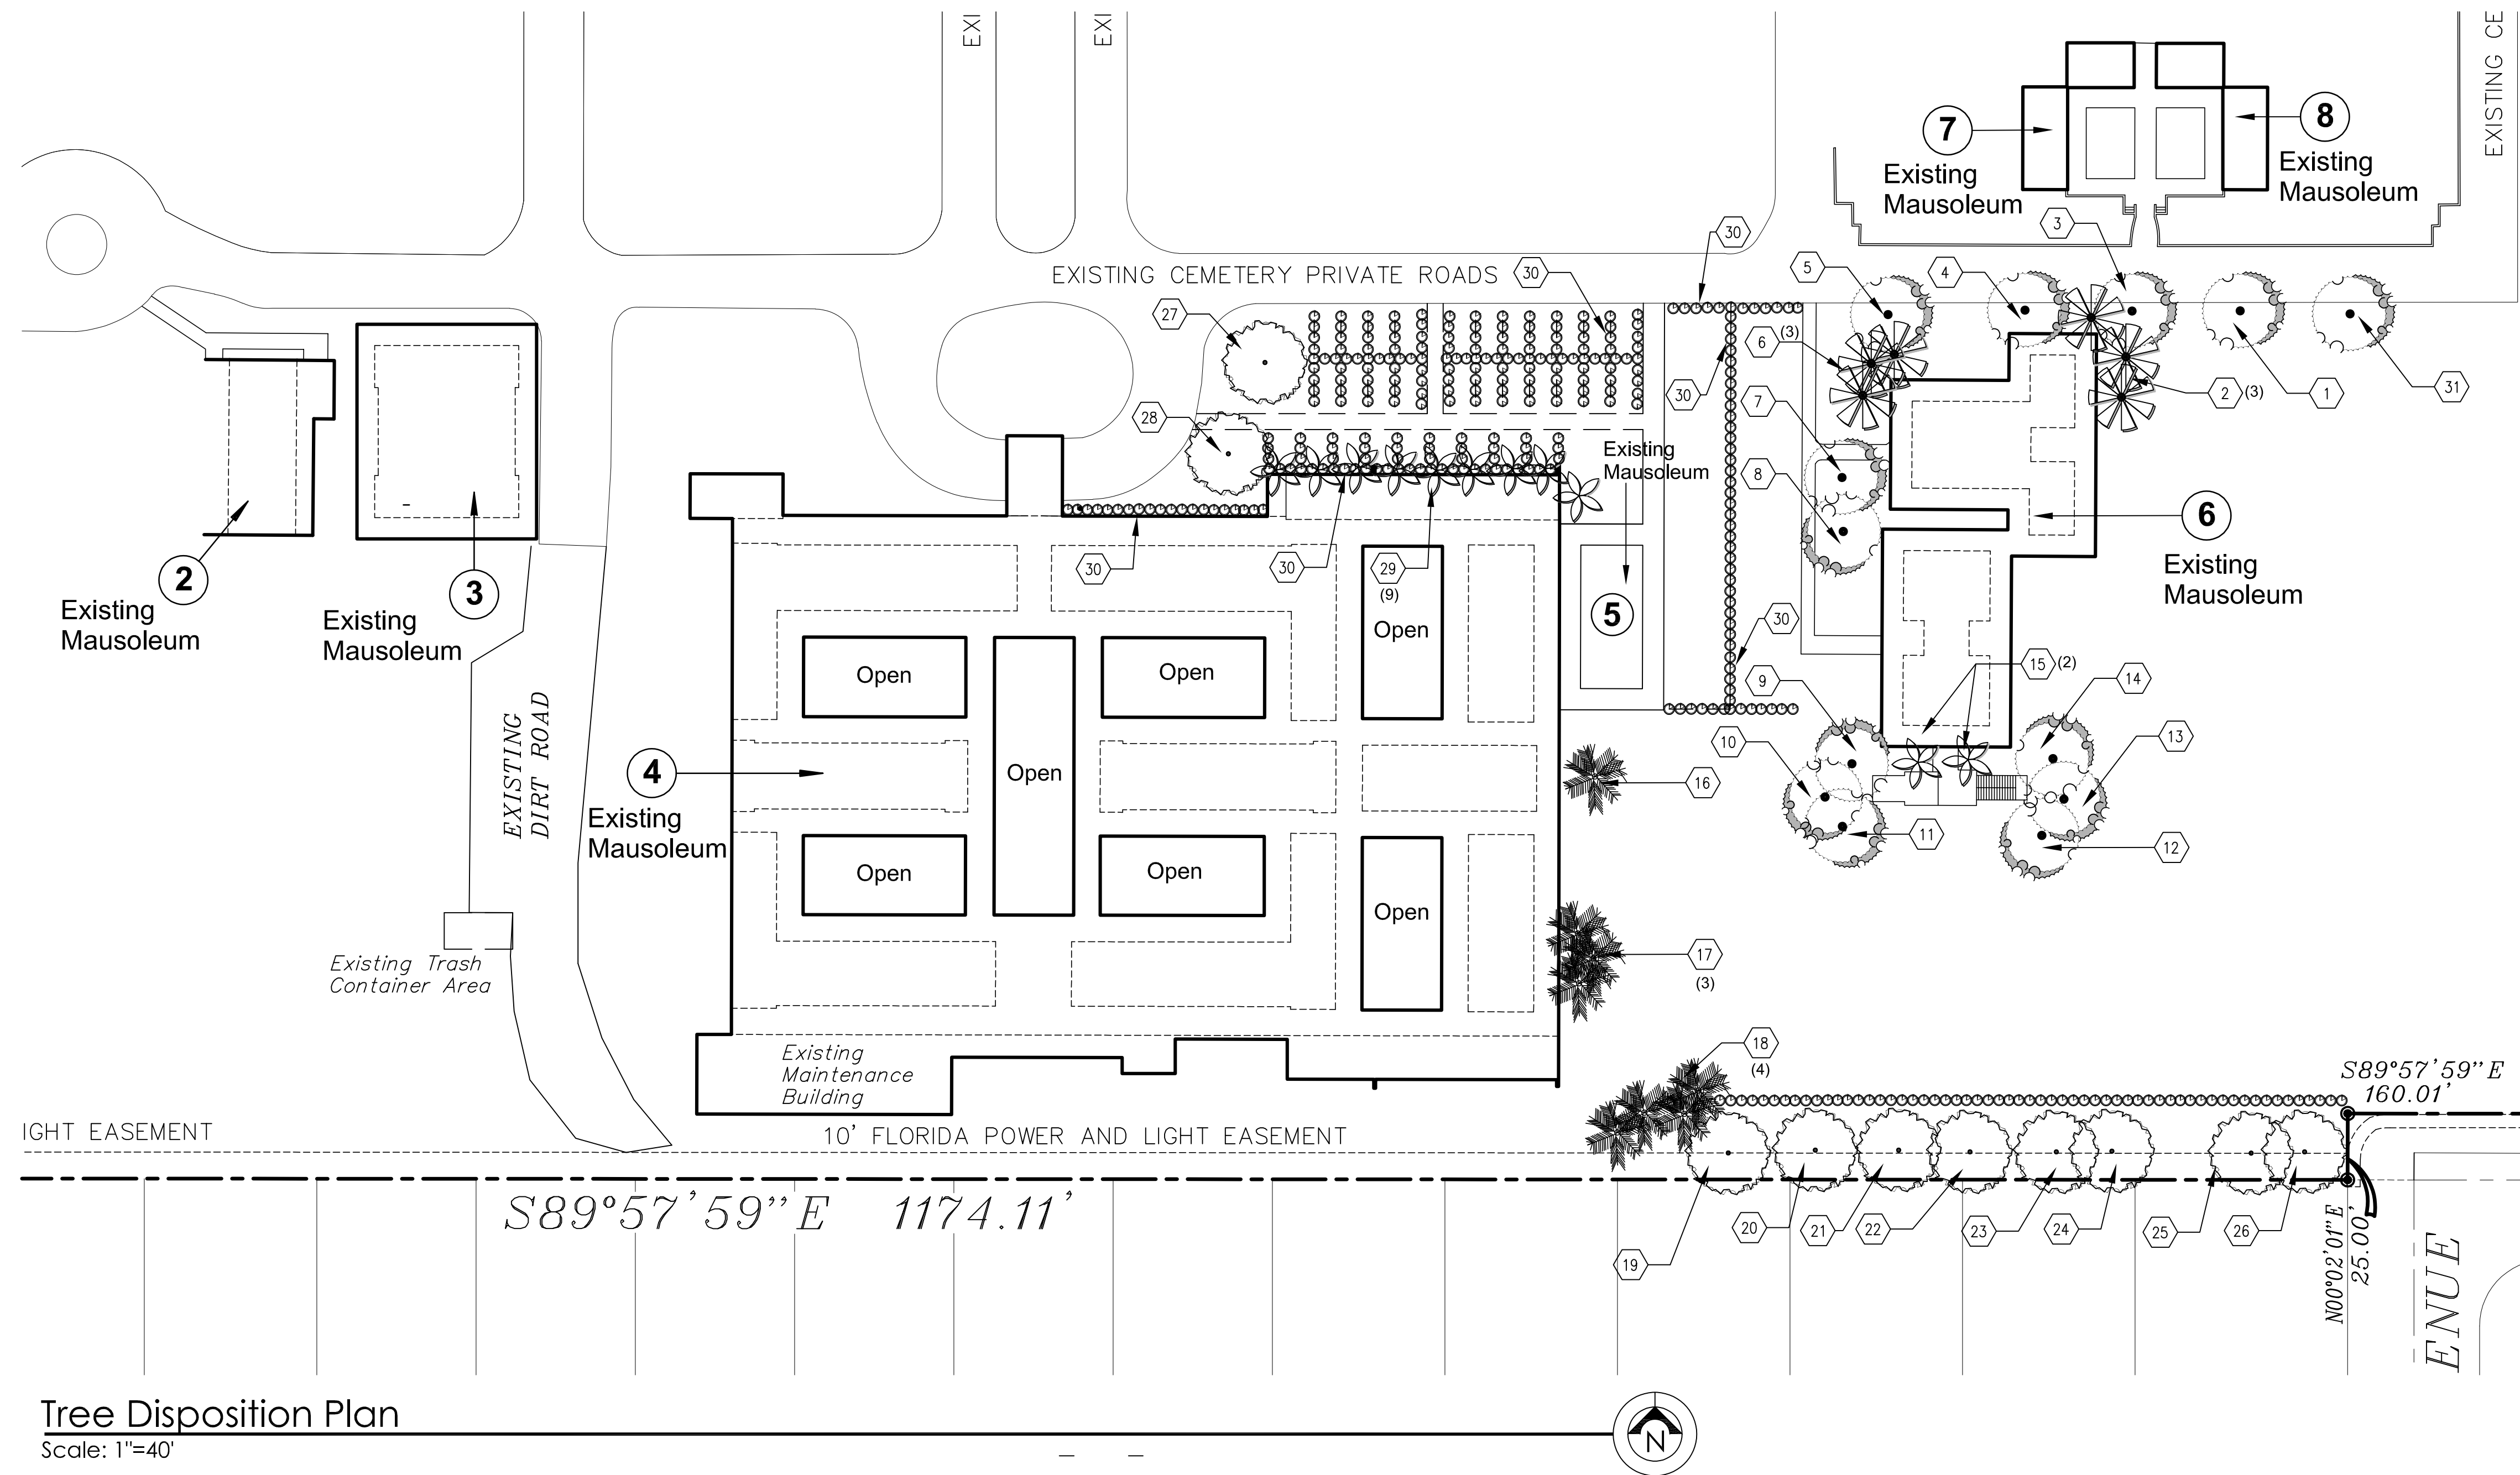 EXI
EXI
EXISTING CE
7
Existing
Mausoleum
8
Existing
Mausoleum
3
30
EXISTING CEMETERY PRIVATE ROADS
30
5
4
27
6
(3)
28
30
7
2
(3)
1
31
Existing
Mausoleum
8
6
Existing
Mausoleum
2
Existing
Mausoleum
3
Existing
Mausoleum
30
30
29
(9)
5
Open
30
Open
Open
9
15
(2)
14
EXISTING
DIRT ROAD
10
13
4
Existing
Mausoleum
Open
16
11
12
Open
Open
Open
17
(3)
Existing Trash
Container Area
Existing
Maintenance
Building
18
(4)
S89°57'59"E
160.01'
IGHT EASEMENT
10' FLORIDA POWER AND LIGHT EASEMENT
S89°57'59"E 1174.11'
19
20
21
22
23
24
25
26
N00°02'01"E
25.00'
ENUE
Tree Disposition Plan
Scale: 1"=40'
N